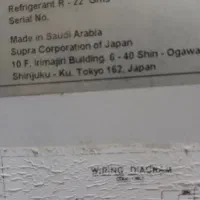 Refrigerant R - 22
Serial No.
Made in Saudi Arabia
Supra Corporation of Japan
10 F, Irimajin Building. 6 - 40 Shin - Ogawa
Shinjuku - Ku. Tokyo 162, Japan
WIRING DIAGRAM